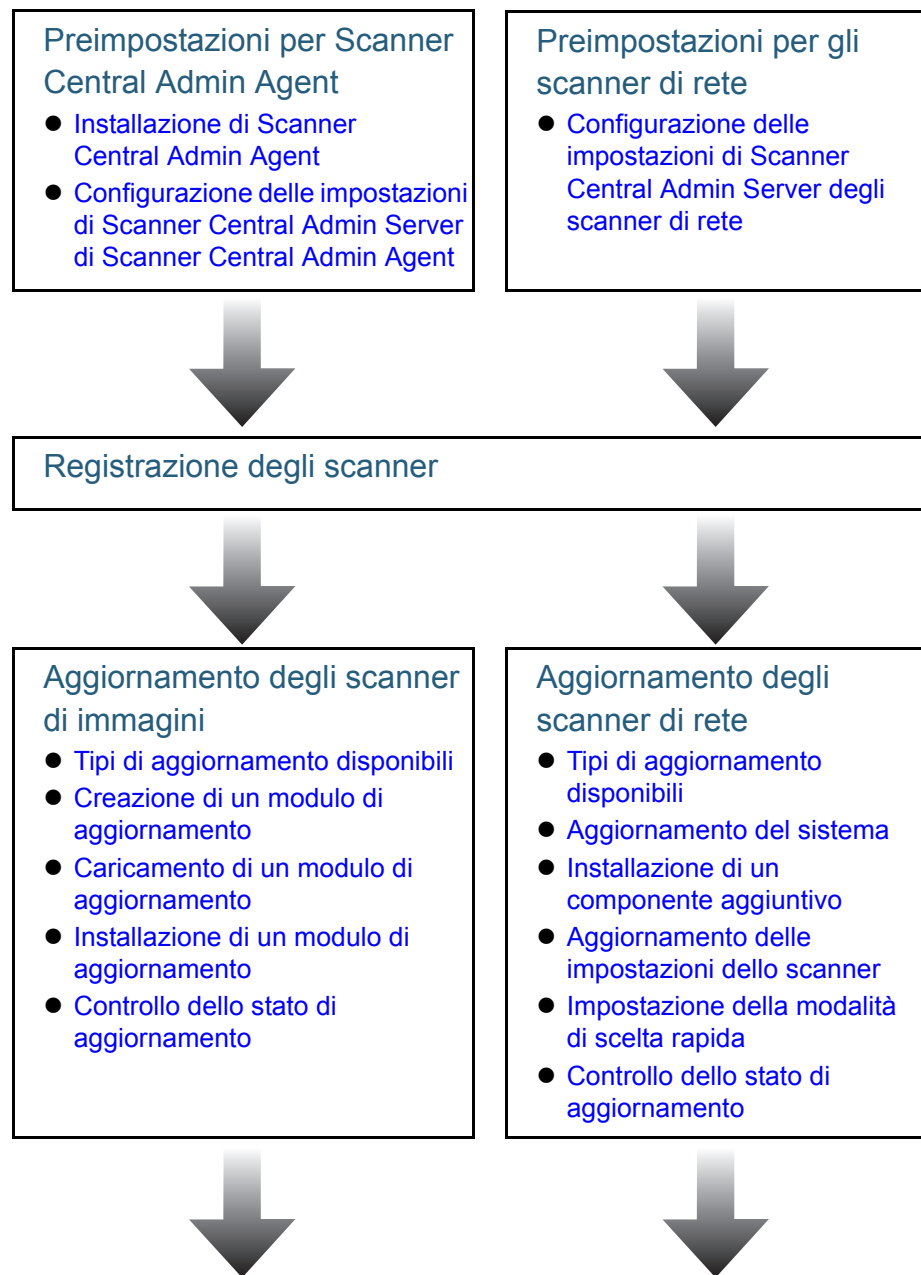 Preimpostazioni per Scanner
Central Admin Agent
● Installazione di Scanner
Central Admin Agent
● Configurazione delle impostazioni
di Scanner Central Admin Server
di Scanner Central Admin Agent
Preimpostazioni per gli
scanner di rete
● Configurazione delle
impostazioni di Scanner
Central Admin Server degli
scanner di rete
Registrazione degli scanner
Aggiornamento degli scanner
di immagini
● Tipi di aggiornamento disponibili
● Creazione di un modulo di
aggiornamento
● Caricamento di un modulo di
aggiornamento
● Installazione di un modulo di
aggiornamento
● Controllo dello stato di
aggiornamento
Aggiornamento degli
scanner di rete
● Tipi di aggiornamento
disponibili
● Aggiornamento del sistema
● Installazione di un
componente aggiuntivo
● Aggiornamento delle
impostazioni dello scanner
● Impostazione della modalità
di scelta rapida
● Controllo dello stato di
aggiornamento